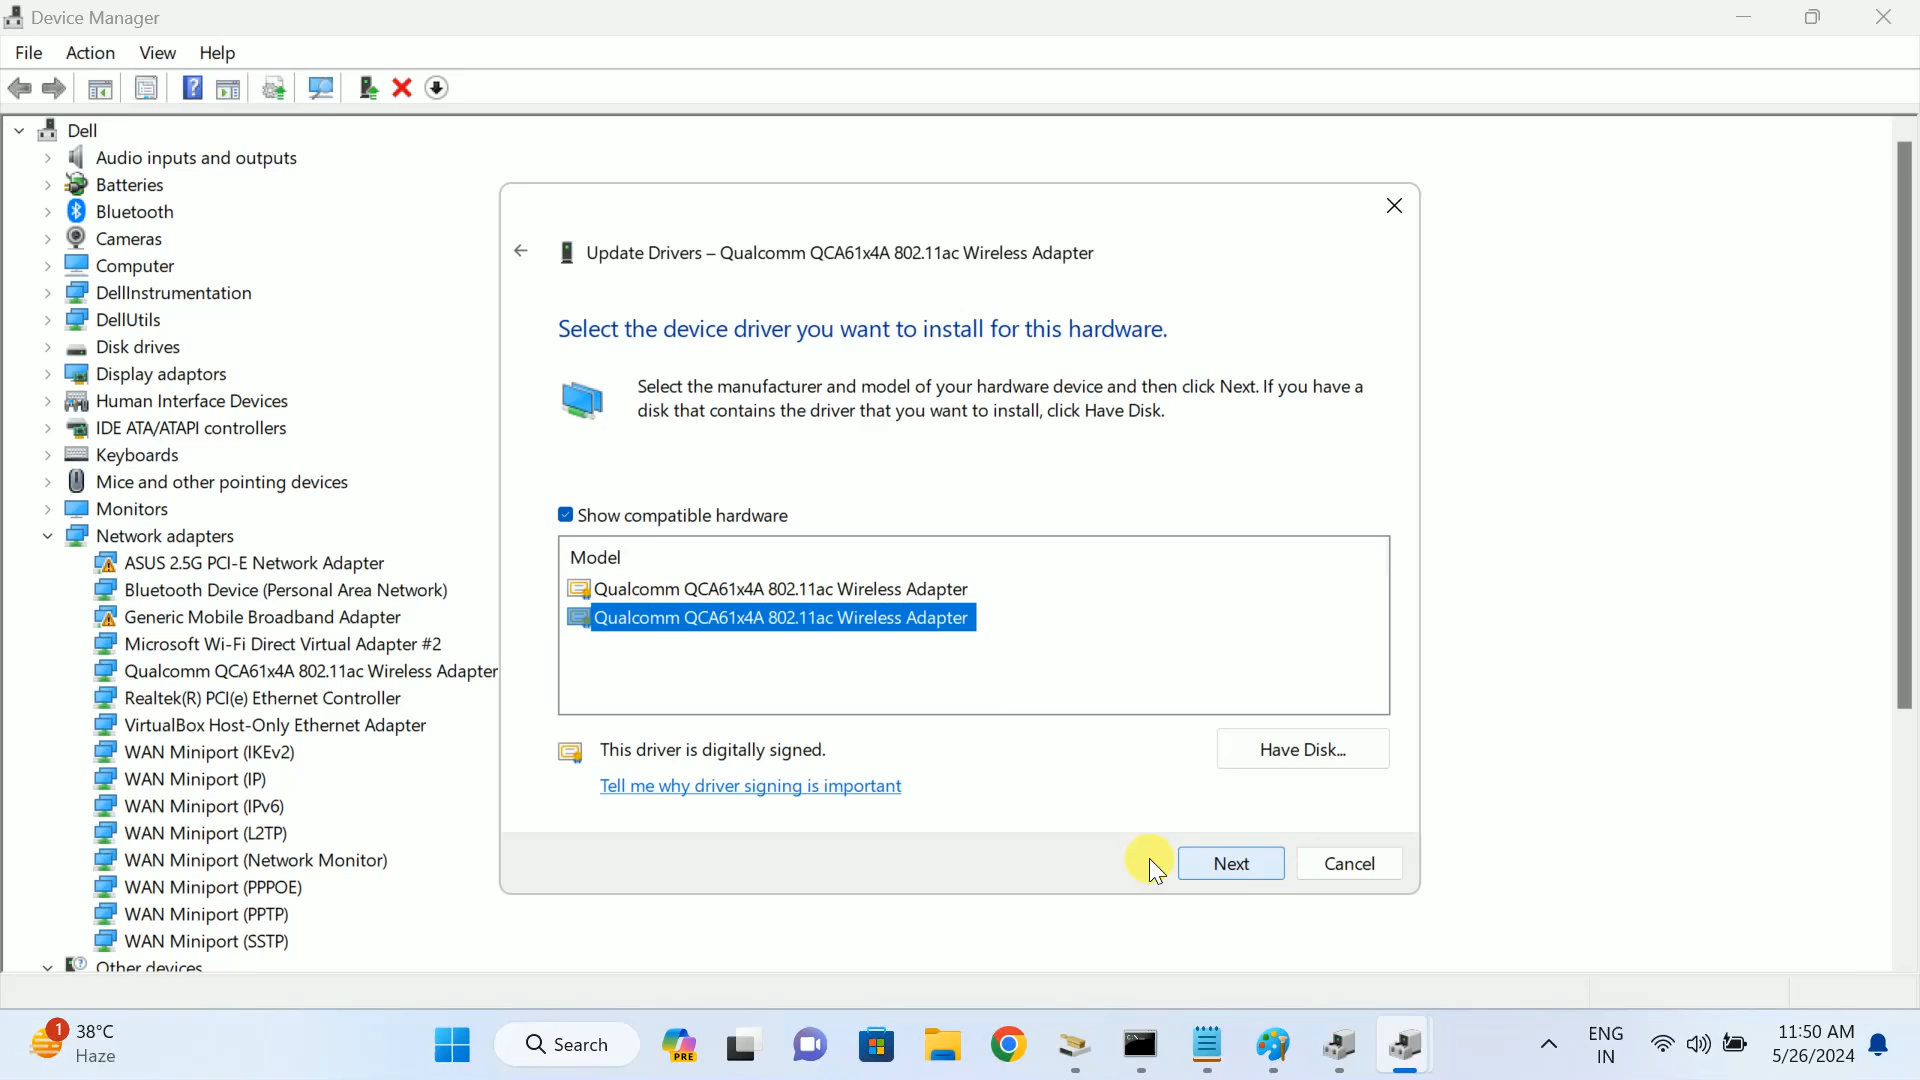 Device Manager
File Action View Help
Dell
Audio inputs and outputs
Batteries
Bluetooth
Cameras
Computer
DellInstrumentation
DellUtils
Disk drives
Display adaptors
Human Interface Devices
IDE ATA/ATAPI controllers
Keyboards
Mice and other pointing devices
Monitors
Network adapters
ASUS 2.5G PCI-E Network Adapter
Bluetooth Device (Personal Area Network)
Generic Mobile Broadband Adapter
Microsoft Wi-Fi Direct Virtual Adapter #2
Qualcomm QCA61x4A 802.11ac Wireless Adapter
Realtek(R) PCI(e) Ethernet Controller
VirtualBox Host-Only Ethernet Adapter
WAN Miniport (IKEv2)
WAN Miniport (IP)
WAN Miniport (IPv6)
WAN Miniport (L2TP)
WAN Miniport (Network Monitor)
WAN Miniport (PPPOE)
WAN Miniport (PPTP)
WAN Miniport (SSTP)
Other devices
Update Drivers – Qualcomm QCA61x4A 802.11ac Wireless Adapter
Select the device driver you want to install for this hardware.
Select the manufacturer and model of your hardware device and then click Next. If you have a
disk that contains the driver that you want to install, click Have Disk.
Show compatible hardware
Model
Qualcomm QCA61x4A 802.11ac Wireless Adapter
Qualcomm QCA61x4A 802.11ac Wireless Adapter
This driver is digitally signed.
Have Disk...
Tell me why driver signing is important
Next Cancel
1 38°C
Haze
Search
PRE
ENG
IN
11:50 AM
5/26/2024